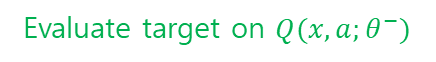 Evaluate target on Q(x, a; θ⁻)